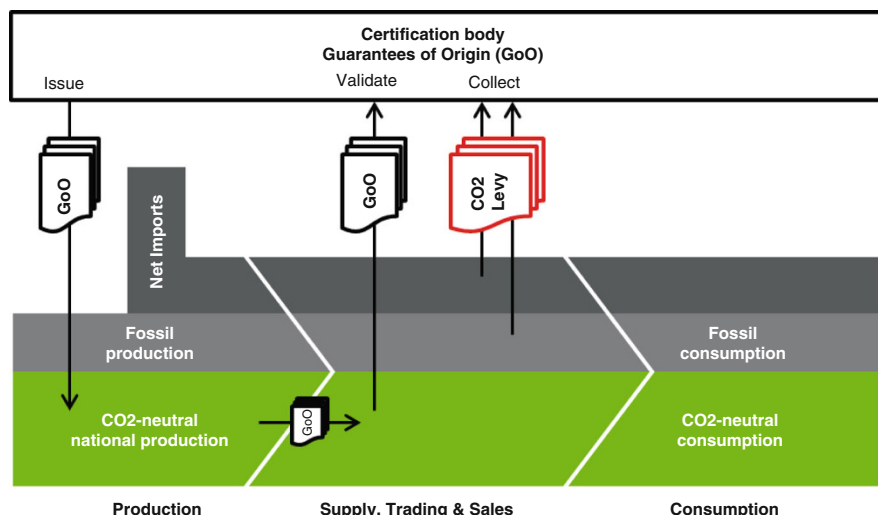 Certification body
Guarantees of Origin (GoO)
Issue
Validate
Collect
GoO
GoO
CO2
Levy
Net Imports
Fossil
production
Fossil
consumption
CO2-neutral
national production
GoO
CO2-neutral
consumption
Production
Supply, Trading & Sales
Consumption